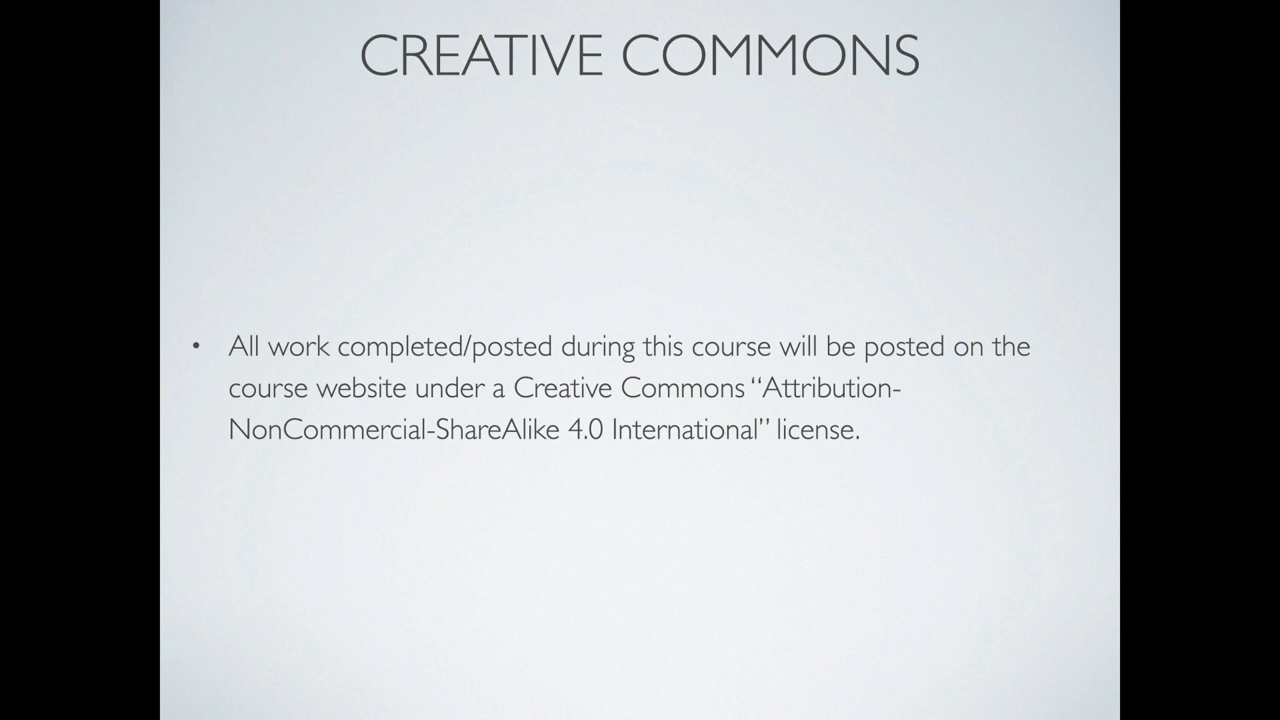 CREATIVE COMMONS
• All work completed/posted during this course will be posted on the
course website under a Creative Commons “Attribution-
NonCommercial-ShareAlike 4.0 International” license.